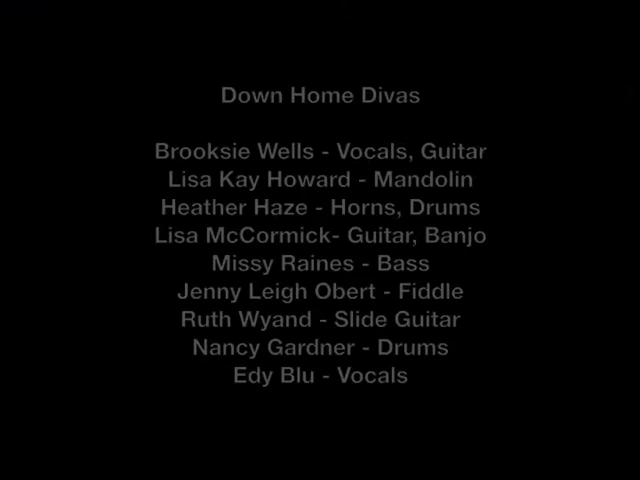 Down Home Divas
Brooksie Wells - Vocals, Guitar
Lisa Kay Howard - Mandolin
Heather Haze - Horns, Drums
Lisa McCormick- Guitar, Banjo
Missy Raines - Bass
Jenny Leigh Obert - Fiddle
Ruth Wyand - Slide Guitar
Nancy Gardner - Drums
Edy Blu - Vocals